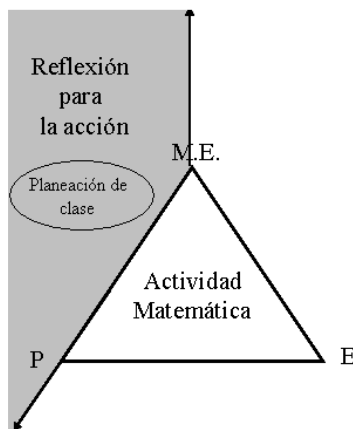 Reflexión
para
la acción
M.E.
Planeación de
clase
Actividad
Matemática
P
E